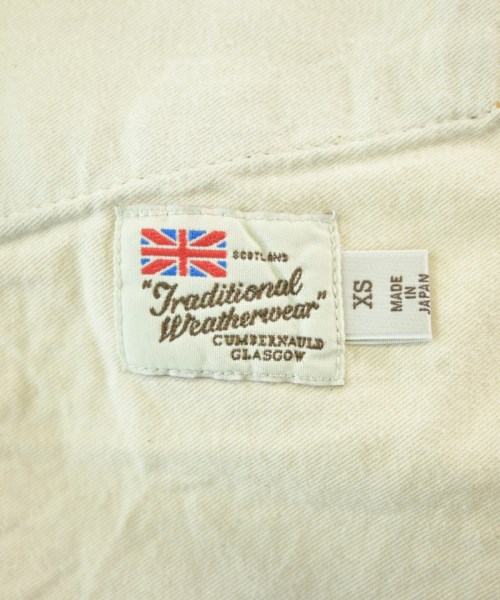 SCOTLAND
"Traditional
Weatherwear"
CUMBERNAULD
GLASGOW
XS
MADE
IN
JAPAN